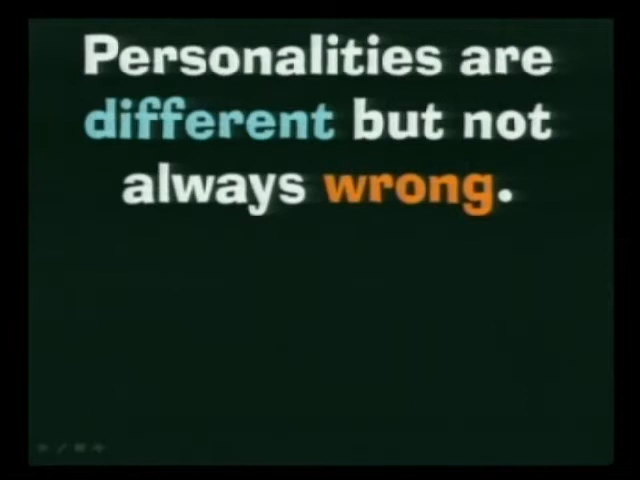 Personalities are
different but not
always wrong.